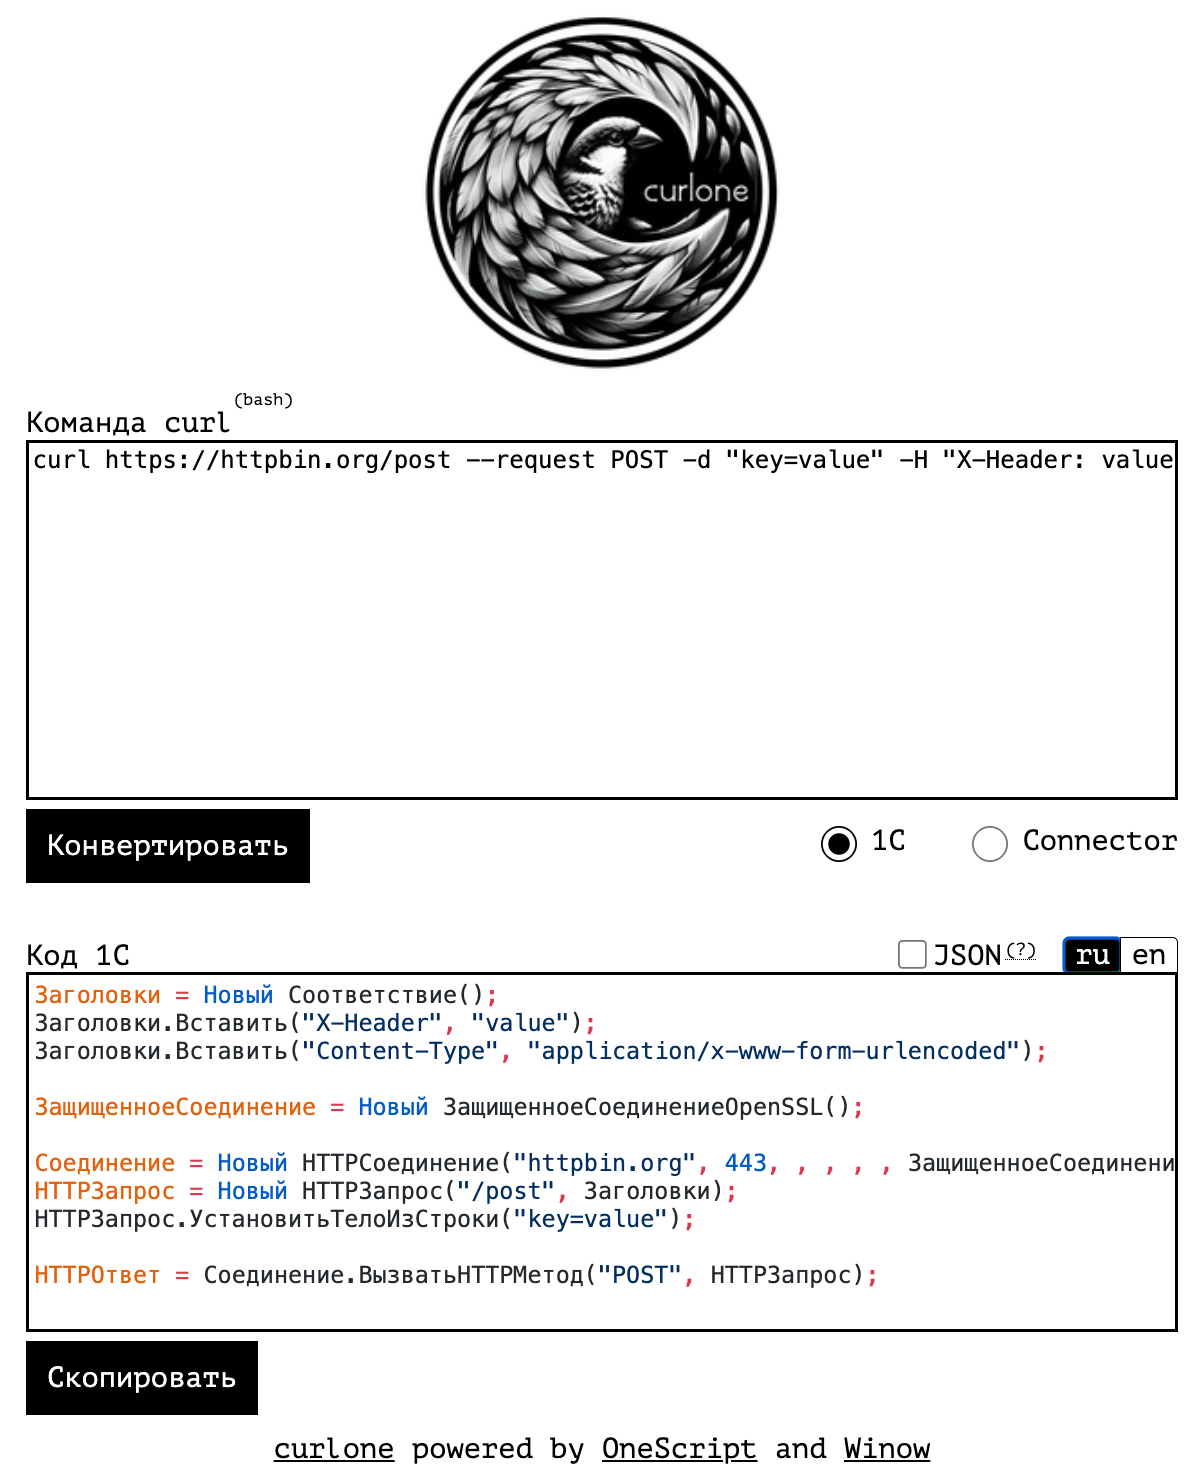 curlone
(bash)
Команда curl
curl https://httpbin.org/post --request POST -d "key=value" -H "X-Header: value
Конвертировать
1C
Connector
Код 1C
JSON(?)
ru en
Заголовки = Новый Соответствие();
Заголовки.Вставить("X-Header", "value");
Заголовки.Вставить("Content-Type", "application/x-www-form-urlencoded");
ЗащищенноеСоединение = Новый ЗащищенноеСоединениеOpenSSL();
Соединение = Новый HTTPСоединение("httpbin.org", 443, , , , , ЗащищенноеСоединени
HTTPЗапрос = Новый HTTPЗапрос("/post", Заголовки);
HTTPЗапрос.УстановитьТелоИзСтроки("key=value");
HTTPОтвет = Соединение.ВызватьHTTPМетод("POST", HTTPЗапрос);
Скопировать
curlone powered by OneScript and Winow